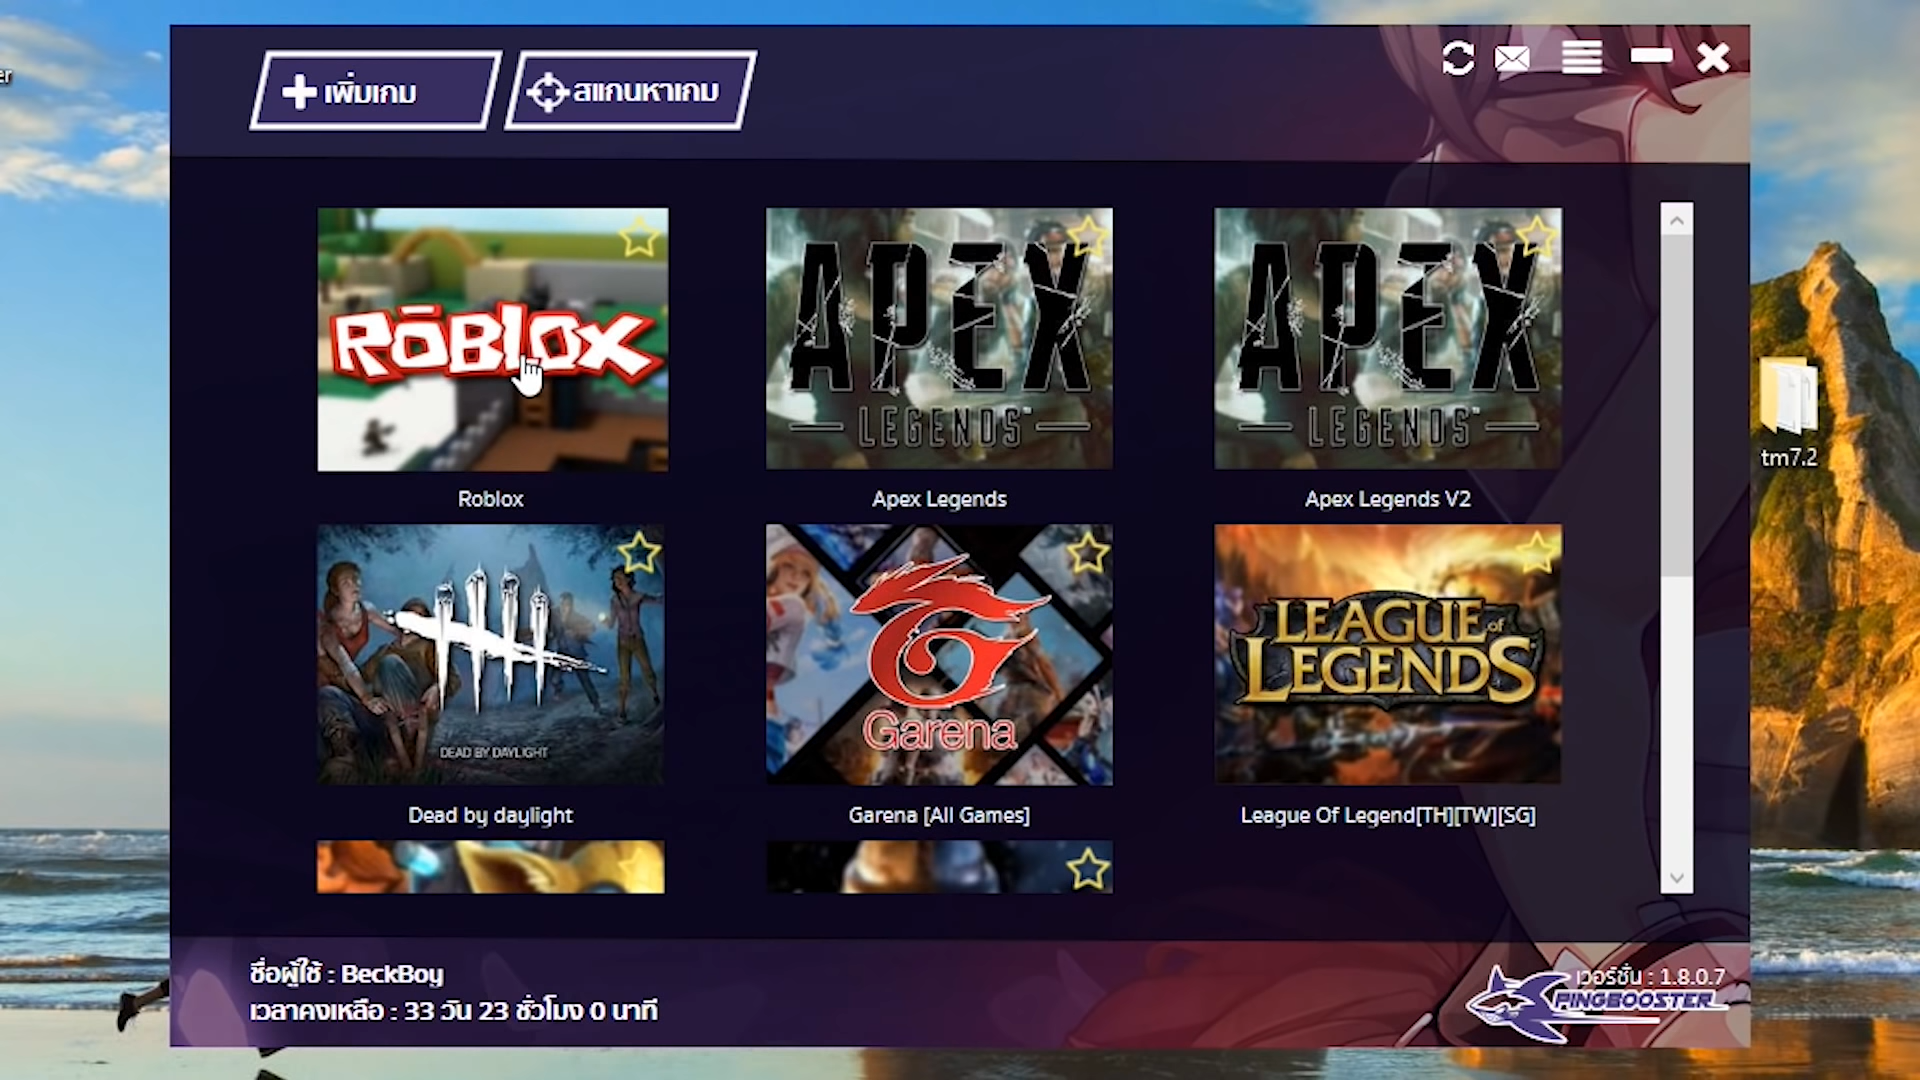 เพิ่มเกม
สแกนหาเกม
er
ROBLOX
APEX
LEGENDS
APEX
LEGENDS
tm7.2
Roblox
Apex Legends
Apex Legends V2
DEAD BY DAYLIGHT
Garena
LEAGUE of
LEGENDS
Dead by daylight
Garena [All Games]
League Of Legend[TH][TW][SG]
ชื่อผู้ใช้ : BeckBoy
เวลาคงเหลือ : 33 วัน 23 ชั่วโมง 0 นาที
เวอร์ชั่น : 1.8.0.7
PINGBOOSTER